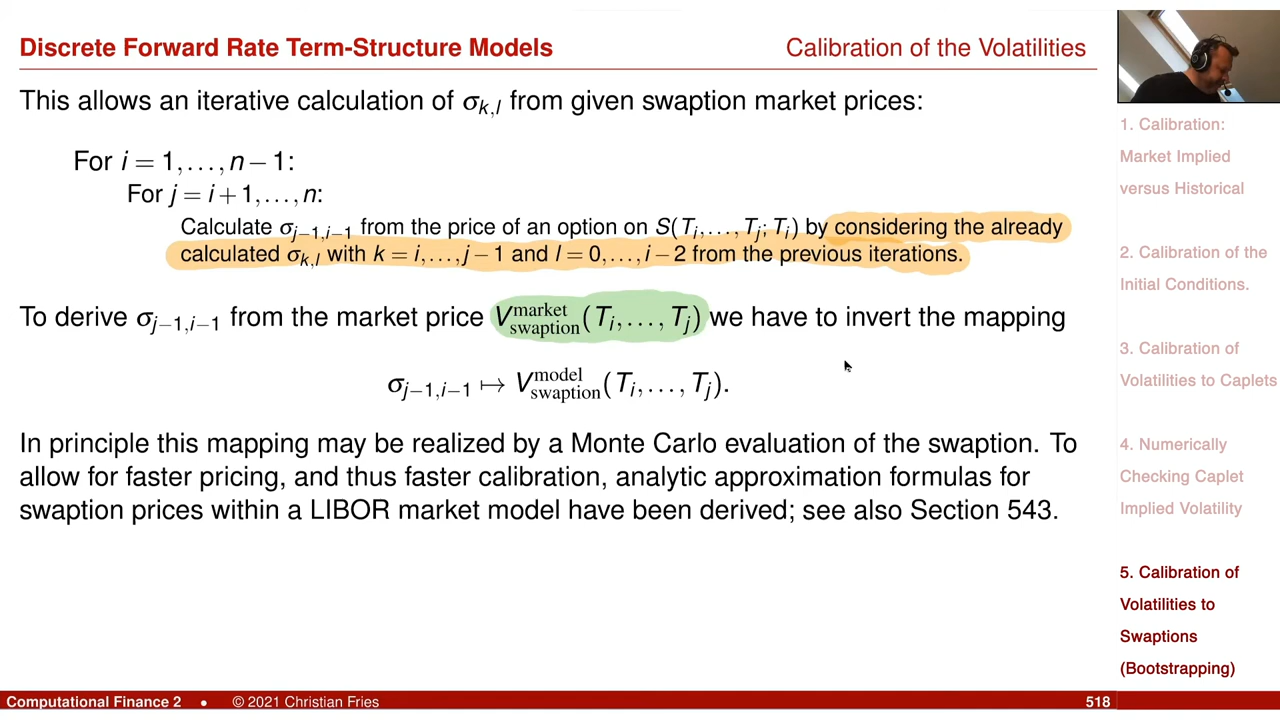 Discrete Forward Rate Term-Structure Models
Calibration of the Volatilities
This allows an iterative calculation of σ_{k,l} from given swaption market prices:
For i = 1,…,n−1:
For j = i+1,…,n:
Calculate σ_{j−1,i−1} from the price of an option on S(T_i,…,T_j;T_i) by considering the already
calculated σ_{k,l} with k = i,…,j−1 and l = 0,…,i−2 from the previous iterations.
To derive σ_{j−1,i−1} from the market price V^{market}_{swaption}(T_i,…,T_j) we have to invert the mapping
σ_{j−1,i−1} ↦ V^{model}_{swaption}(T_i,…,T_j).
In principle this mapping may be realized by a Monte Carlo evaluation of the swaption. To
allow for faster pricing, and thus faster calibration, analytic approximation formulas for
swaption prices within a LIBOR market model have been derived; see also Section 543.
1. Calibration:
Market Implied
versus Historical
2. Calibration of the
Initial Conditions.
3. Calibration of
Volatilities to Caplets
4. Numerically
Checking Caplet
Implied Volatility
5. Calibration of
Volatilities to
Swaptions
(Bootstrapping)
Computational Finance 2 • © 2021 Christian Fries 518